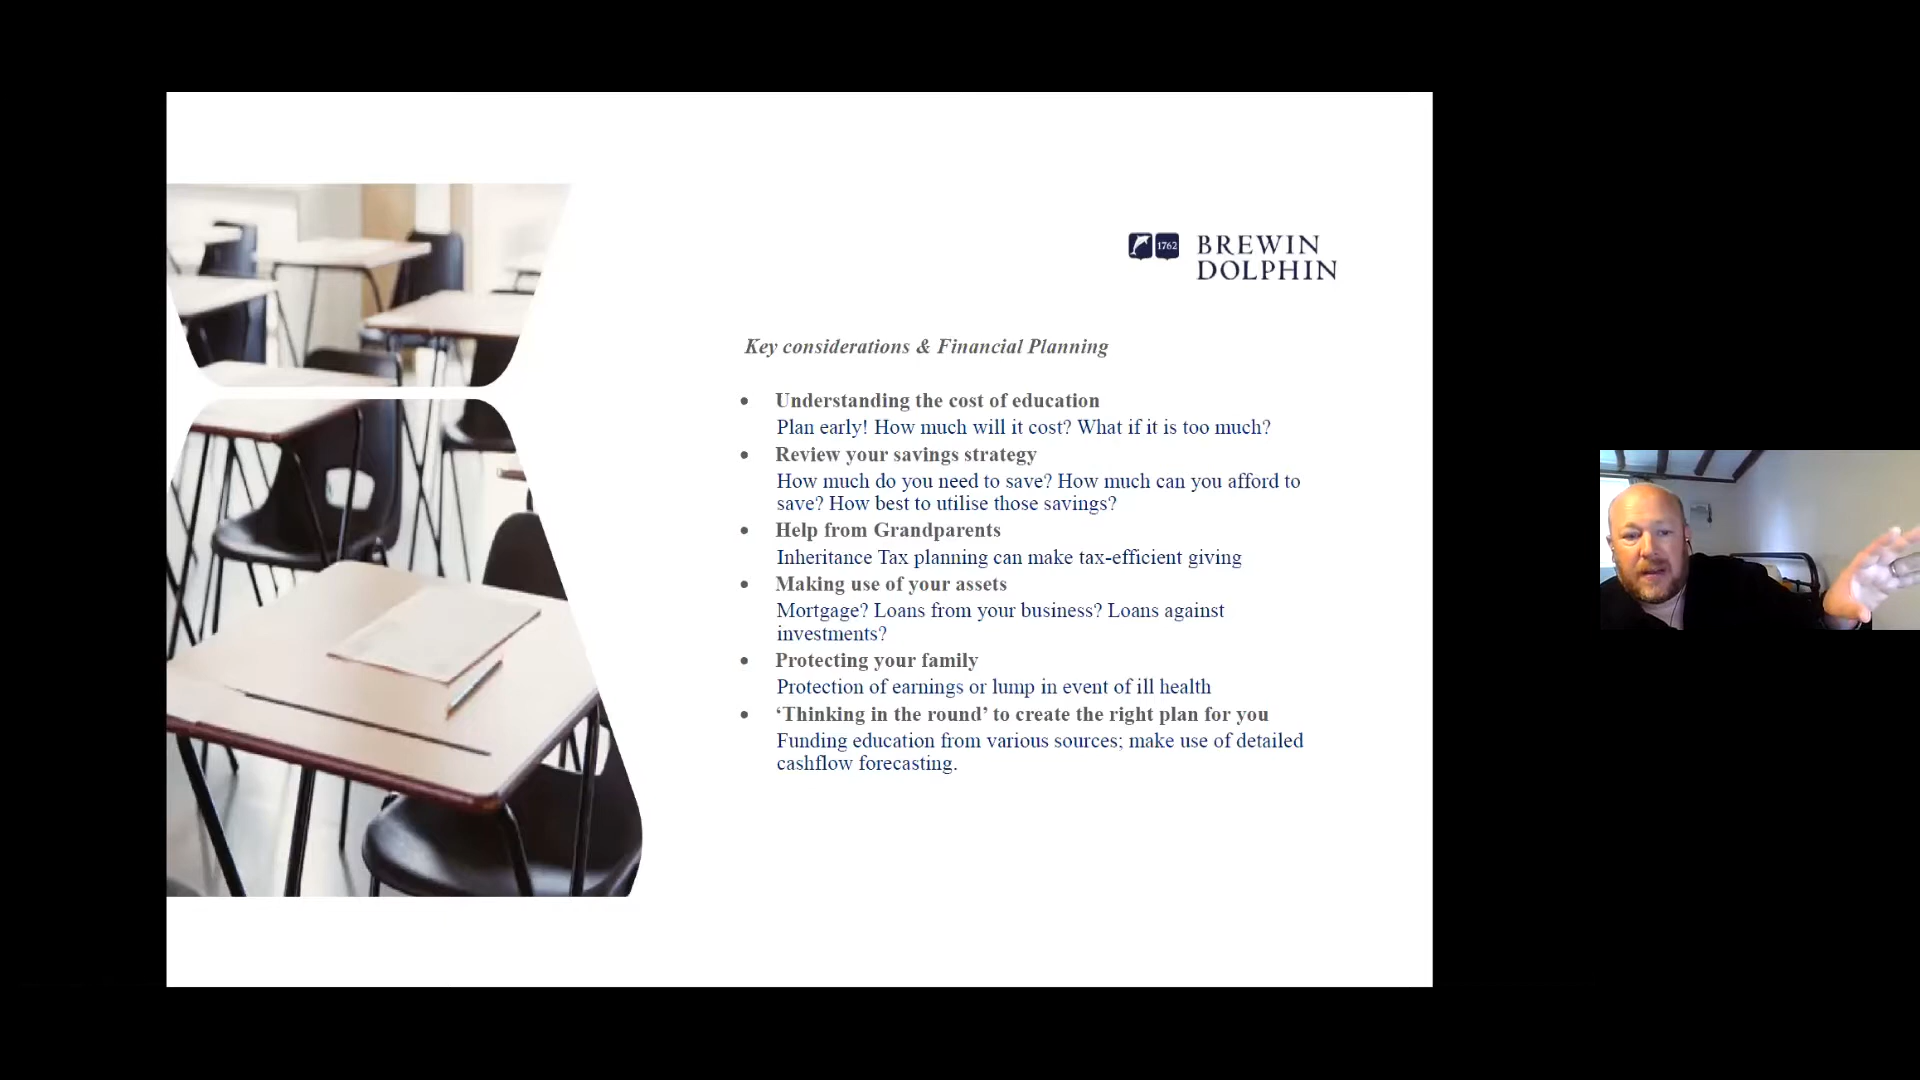 1762
BREWIN
DOLPHIN
Key considerations & Financial Planning
• Understanding the cost of education
Plan early! How much will it cost? What if it is too much?
• Review your savings strategy
How much do you need to save? How much can you afford to
save? How best to utilise those savings?
• Help from Grandparents
Inheritance Tax planning can make tax-efficient giving
• Making use of your assets
Mortgage? Loans from your business? Loans against
investments?
• Protecting your family
Protection of earnings or lump in event of ill health
• ‘Thinking in the round’ to create the right plan for you
Funding education from various sources; make use of detailed
cashflow forecasting.